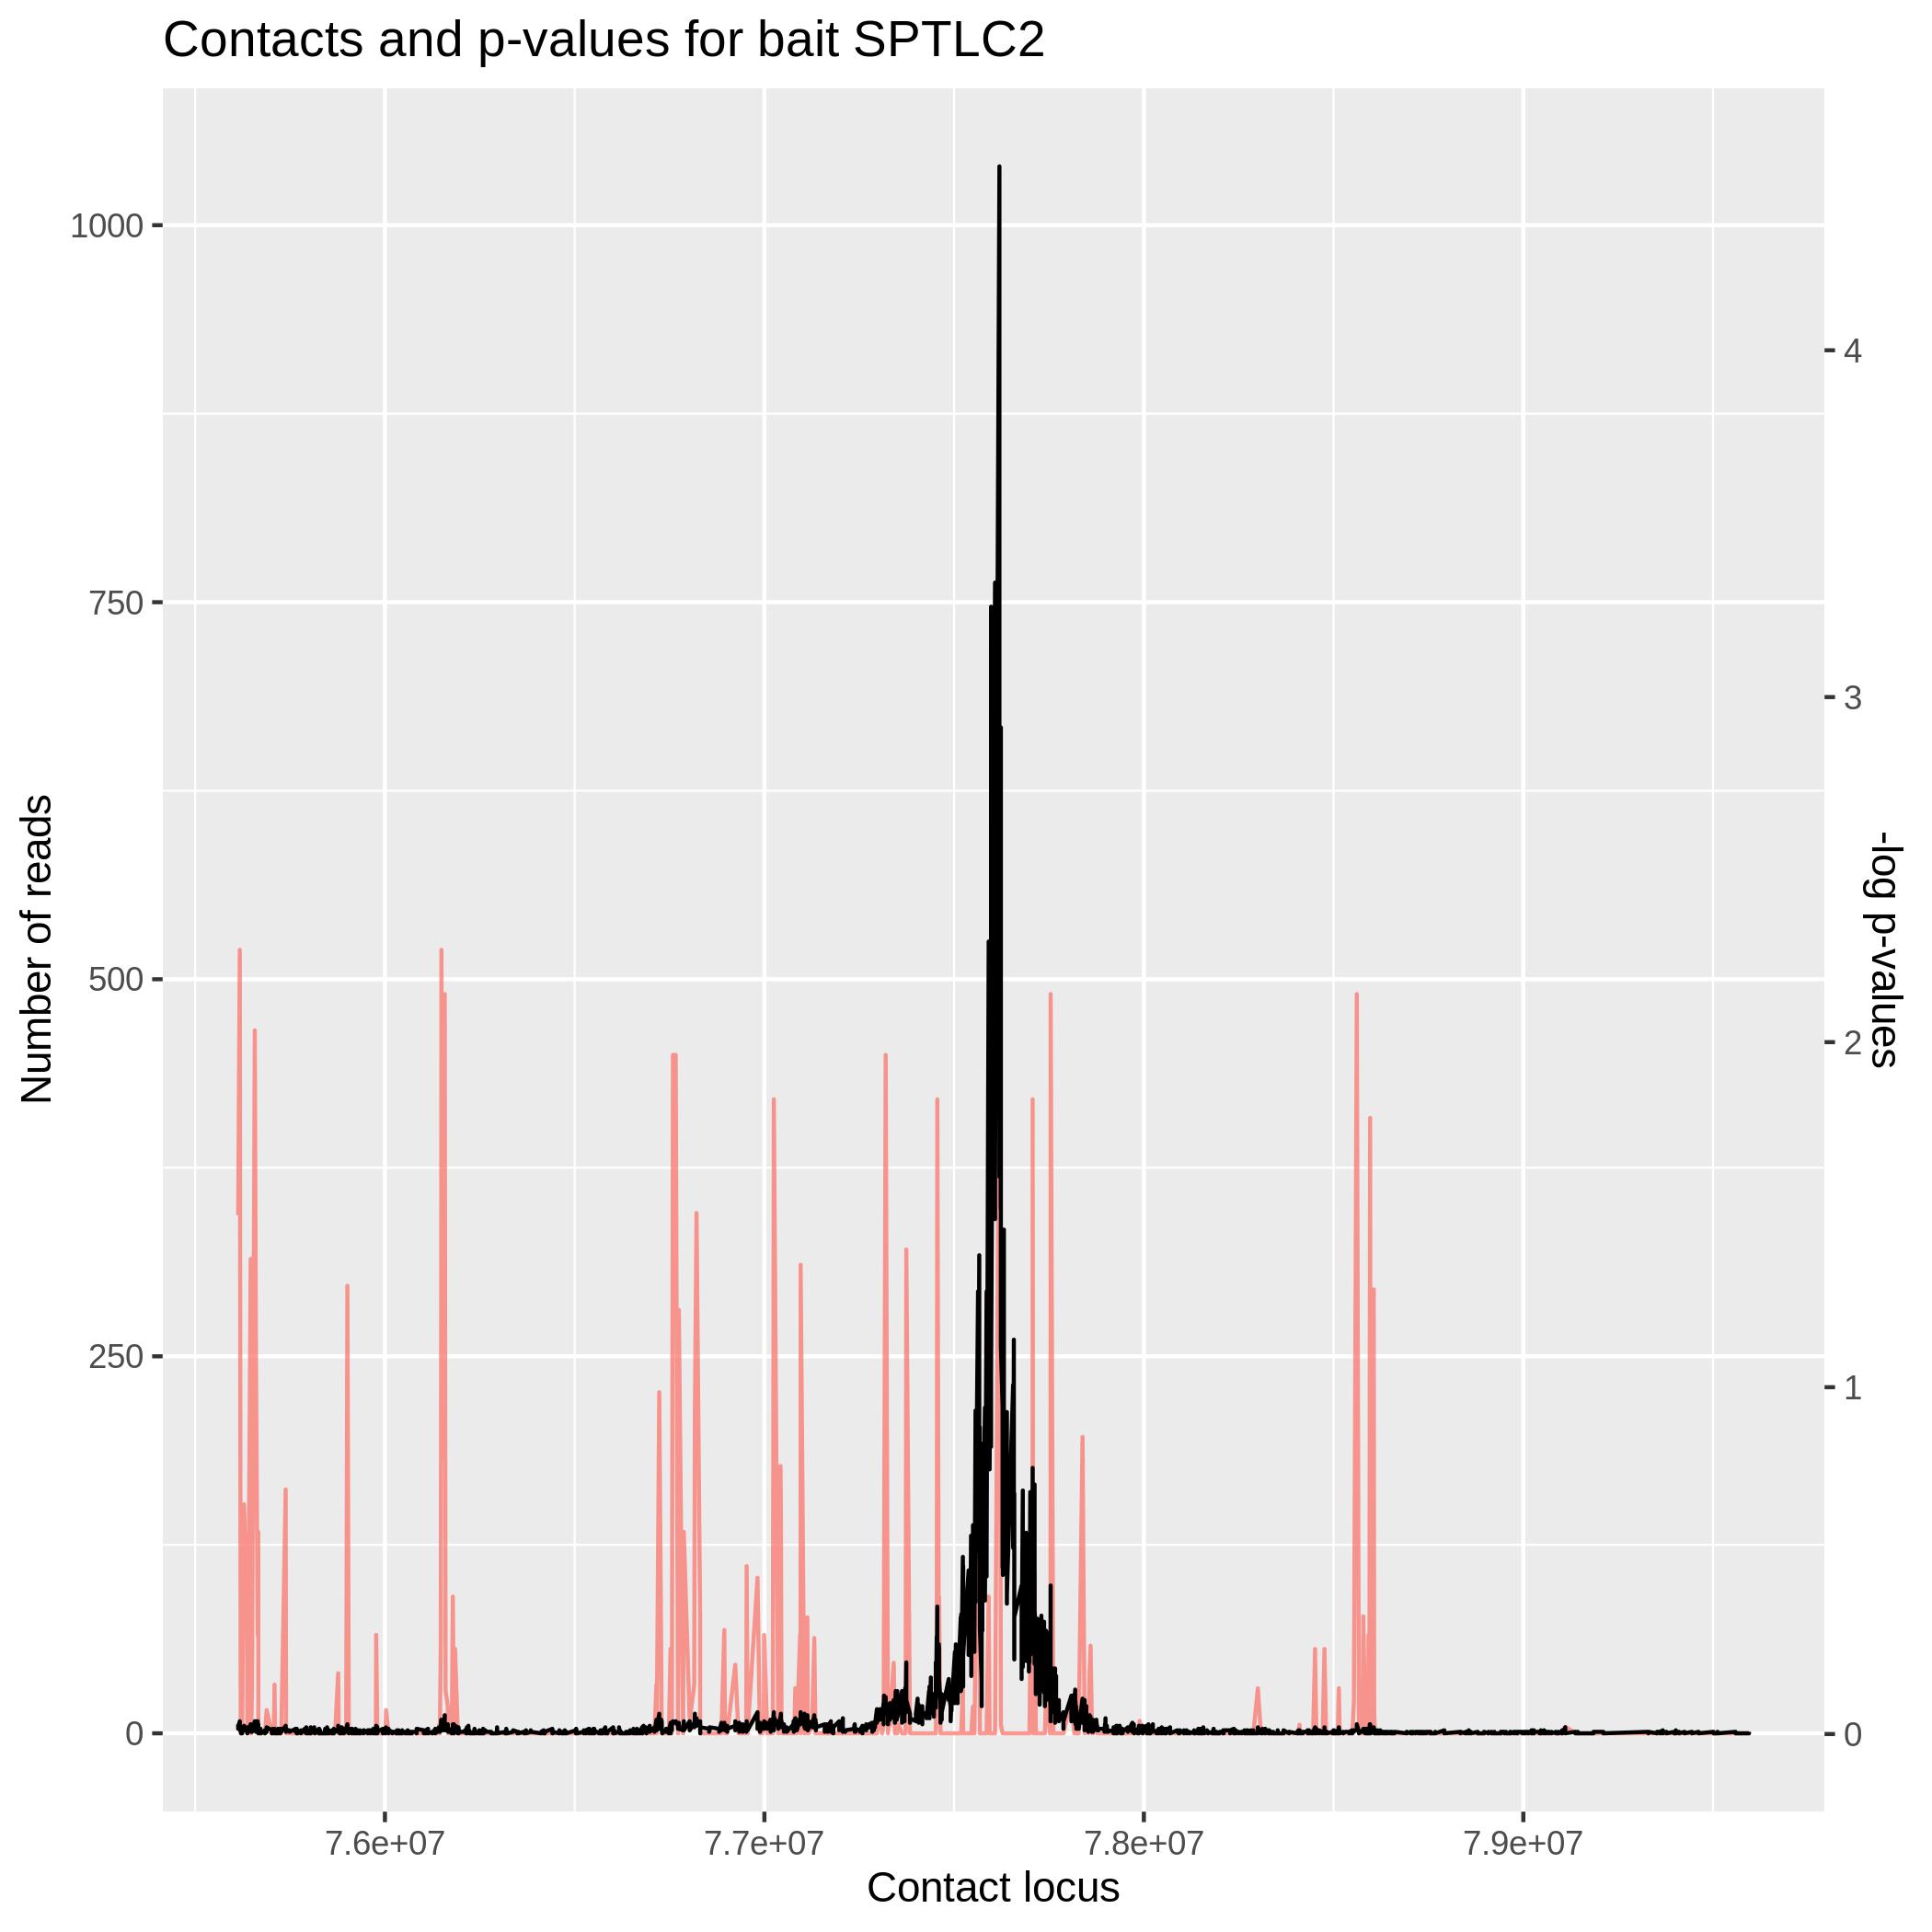 Contacts and p-values for bait SPTLC2
1000
750
500
250
0
Number of reads
4
3
2
1
0
-log p-values
7.6e+07
7.7e+07
7.8e+07
7.9e+07
Contact locus